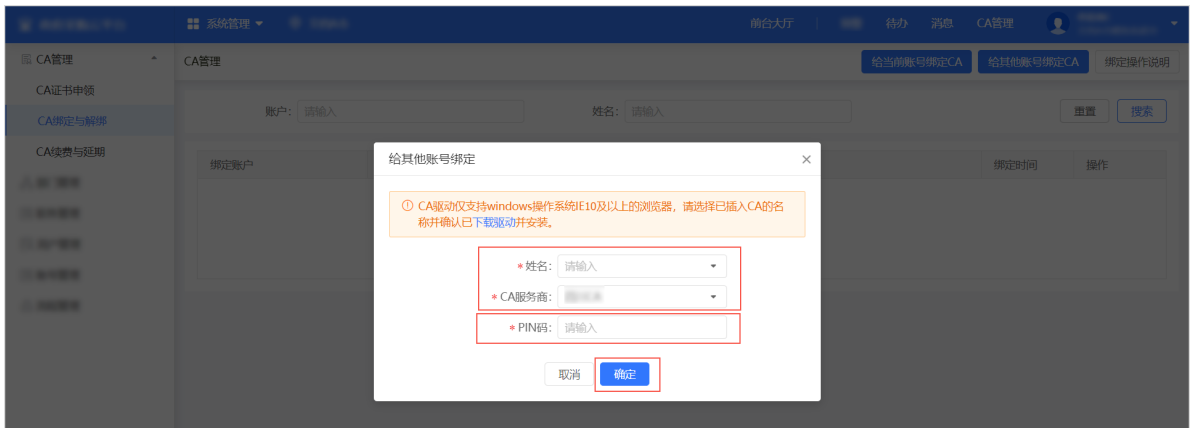 系统管理
前台大厅
待办
消息
CA管理
CA管理
CA证书申领
CA绑定与解绑
CA续费与延期
CA管理
给当前账号绑定CA
给其他账号绑定CA
绑定操作说明
账户: 请输入
姓名: 请输入
重置
搜索
绑定账户
绑定时间
操作
给其他账号绑定
CA驱动仅支持windows操作系统IE10及以上的浏览器，请选择已插入CA的名
称并确认已下载驱动并安装。
* 姓名: 请输入
* CA服务商:
* PIN码: 请输入
取消
确定